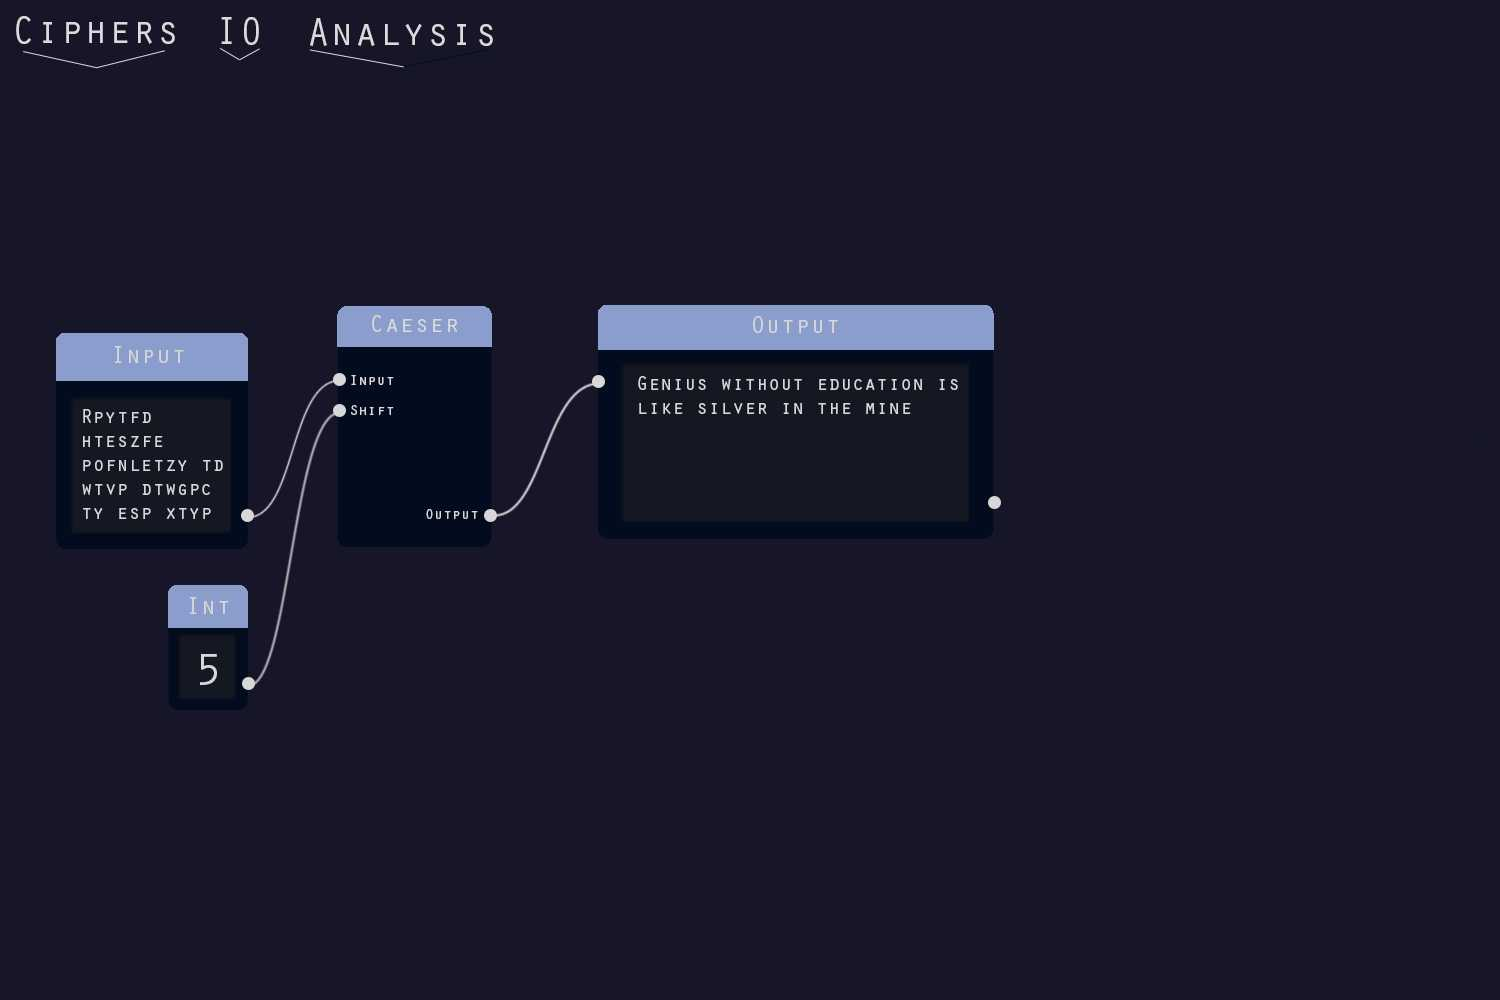 Ciphers IO Analysis
Input
Rpytfd
hteszfe
pofnletzy td
wtvp dtwgpc
ty esp xtyp
Int
5
Caeser
Input
Shift
Output
Output
Genius without education is
like silver in the mine